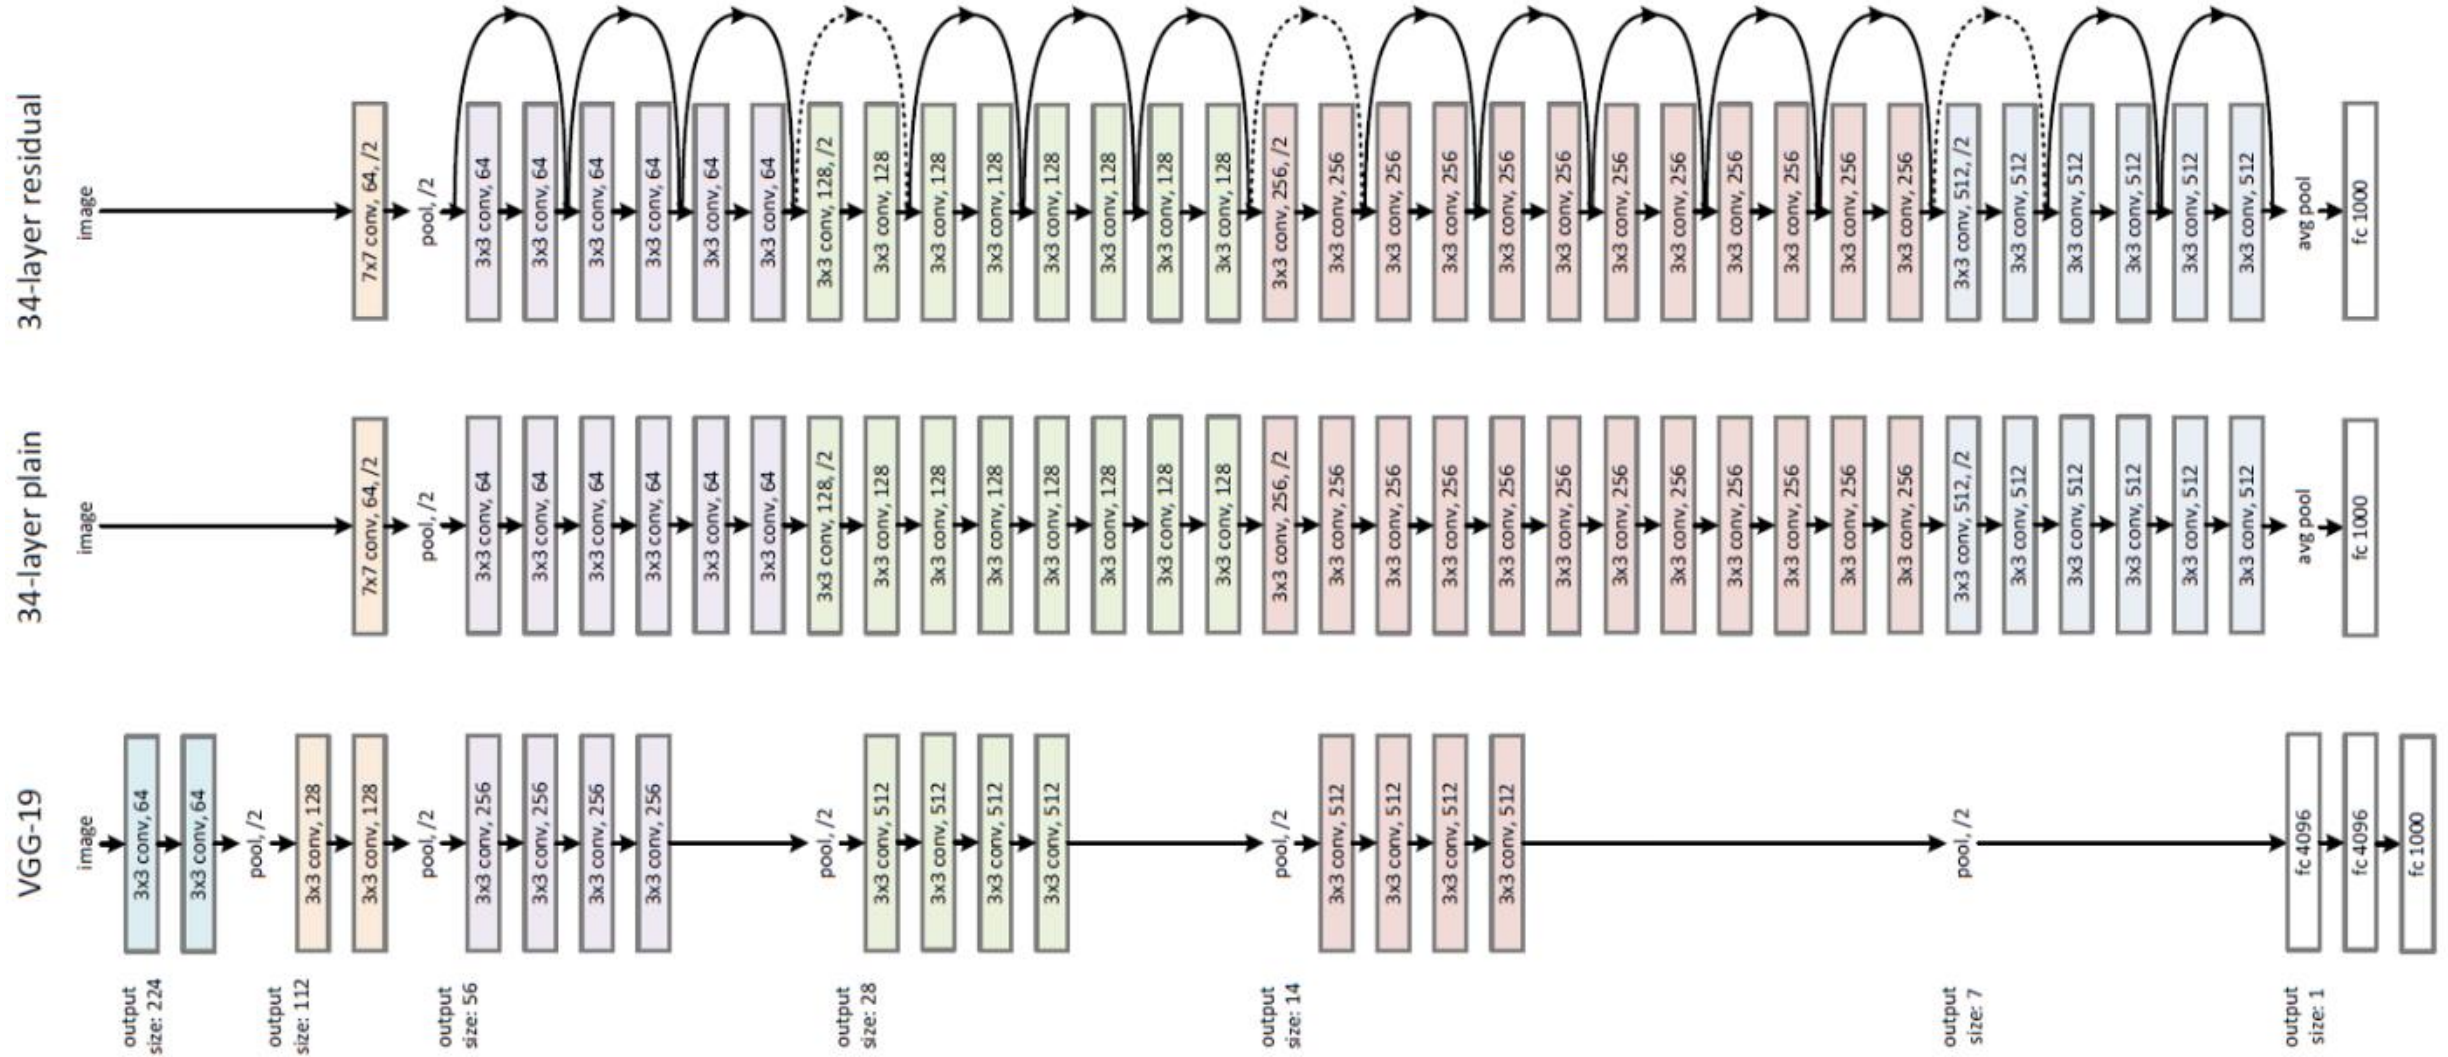 output
size: 224
output
size: 112
output
size: 56
output
size: 28
output
size: 14
output
size: 7
output
size: 1
VGG-19
image
3x3 conv, 64
3x3 conv, 64
pool, /2
3x3 conv, 128
3x3 conv, 128
pool, /2
3x3 conv, 256
3x3 conv, 256
3x3 conv, 256
3x3 conv, 256
pool, /2
3x3 conv, 512
3x3 conv, 512
3x3 conv, 512
3x3 conv, 512
pool, /2
3x3 conv, 512
3x3 conv, 512
3x3 conv, 512
3x3 conv, 512
pool, /2
fc 4096
fc 4096
fc 1000
34-layer plain
image
7x7 conv, 64, /2
pool, /2
3x3 conv, 64
3x3 conv, 64
3x3 conv, 64
3x3 conv, 64
3x3 conv, 64
3x3 conv, 64
3x3 conv, 128, /2
3x3 conv, 128
3x3 conv, 128
3x3 conv, 128
3x3 conv, 128
3x3 conv, 128
3x3 conv, 128
3x3 conv, 128
3x3 conv, 256, /2
3x3 conv, 256
3x3 conv, 256
3x3 conv, 256
3x3 conv, 256
3x3 conv, 256
3x3 conv, 256
3x3 conv, 256
3x3 conv, 256
3x3 conv, 256
3x3 conv, 256
3x3 conv, 256
3x3 conv, 512, /2
3x3 conv, 512
3x3 conv, 512
3x3 conv, 512
3x3 conv, 512
3x3 conv, 512
avg pool
fc 1000
34-layer residual
image
7x7 conv, 64, /2
pool, /2
3x3 conv, 64
3x3 conv, 64
3x3 conv, 64
3x3 conv, 64
3x3 conv, 64
3x3 conv, 64
3x3 conv, 128, /2
3x3 conv, 128
3x3 conv, 128
3x3 conv, 128
3x3 conv, 128
3x3 conv, 128
3x3 conv, 128
3x3 conv, 128
3x3 conv, 256, /2
3x3 conv, 256
3x3 conv, 256
3x3 conv, 256
3x3 conv, 256
3x3 conv, 256
3x3 conv, 256
3x3 conv, 256
3x3 conv, 256
3x3 conv, 256
3x3 conv, 256
3x3 conv, 256
3x3 conv, 512, /2
3x3 conv, 512
3x3 conv, 512
3x3 conv, 512
3x3 conv, 512
3x3 conv, 512
avg pool
fc 1000